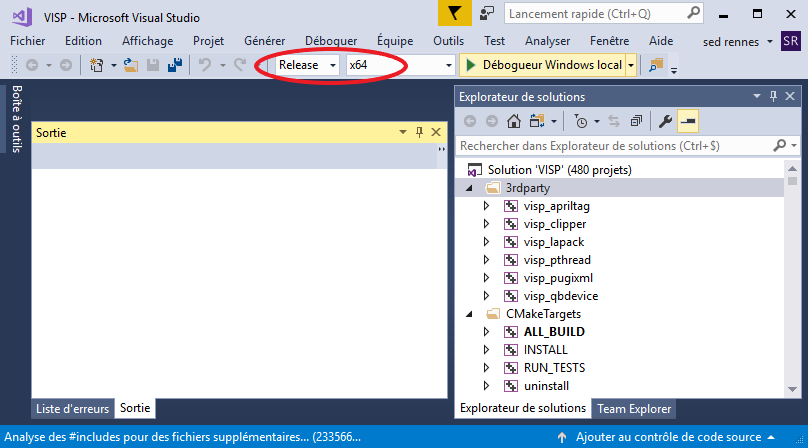 VISP - Microsoft Visual Studio
Lancement rapide (Ctrl+Q)
Fichier Edition Affichage Projet Générer Déboguer Équipe Outils Test Analyser Fenêtre Aide sed rennes SR
Release x64 Débogueur Windows local
Boîte à outils
Sortie
Explorateur de solutions
Rechercher dans Explorateur de solutions (Ctrl+$)
Solution 'VISP' (480 projets)
3rdparty
visp_apriltag
visp_clipper
visp_lapack
visp_pthread
visp_pugixml
visp_qbdevice
CMakeTargets
ALL_BUILD
INSTALL
RUN_TESTS
uninstall
Liste d'erreurs Sortie
Explorateur de solutions Team Explorer
Analyse des #includes pour des fichiers supplémentaires... (233566...
Ajouter au contrôle de code source